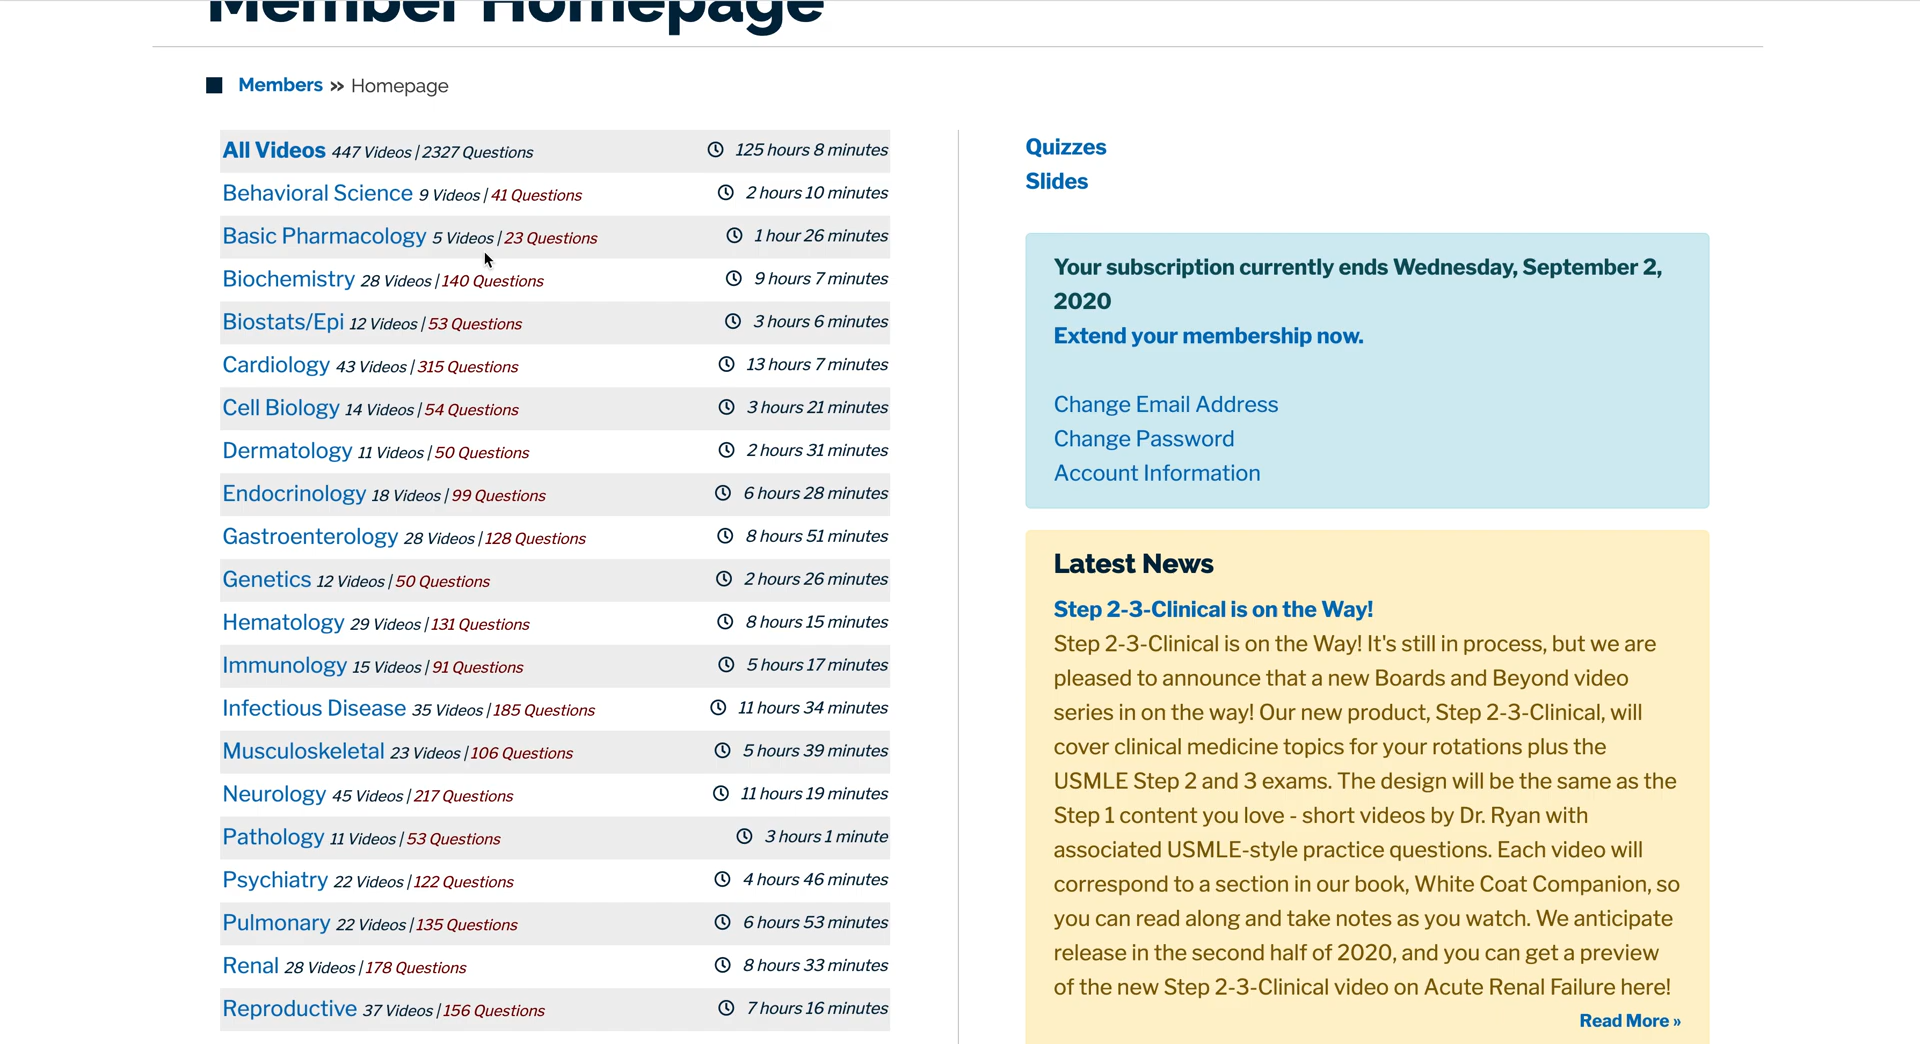 Member Homepage
Members » Homepage
All Videos 447 Videos | 2327 Questions 125 hours 8 minutes
Behavioral Science 9 Videos | 41 Questions 2 hours 10 minutes
Basic Pharmacology 5 Videos | 23 Questions 1 hour 26 minutes
Biochemistry 28 Videos | 140 Questions 9 hours 7 minutes
Biostats/Epi 12 Videos | 53 Questions 3 hours 6 minutes
Cardiology 43 Videos | 315 Questions 13 hours 7 minutes
Cell Biology 14 Videos | 54 Questions 3 hours 21 minutes
Dermatology 11 Videos | 50 Questions 2 hours 31 minutes
Endocrinology 18 Videos | 99 Questions 6 hours 28 minutes
Gastroenterology 28 Videos | 128 Questions 8 hours 51 minutes
Genetics 12 Videos | 50 Questions 2 hours 26 minutes
Hematology 29 Videos | 131 Questions 8 hours 15 minutes
Immunology 15 Videos | 91 Questions 5 hours 17 minutes
Infectious Disease 35 Videos | 185 Questions 11 hours 34 minutes
Musculoskeletal 23 Videos | 106 Questions 5 hours 39 minutes
Neurology 45 Videos | 217 Questions 11 hours 19 minutes
Pathology 11 Videos | 53 Questions 3 hours 1 minute
Psychiatry 22 Videos | 122 Questions 4 hours 46 minutes
Pulmonary 22 Videos | 135 Questions 6 hours 53 minutes
Renal 28 Videos | 178 Questions 8 hours 33 minutes
Reproductive 37 Videos | 156 Questions 7 hours 16 minutes
Quizzes
Slides
Your subscription currently ends Wednesday, September 2,
2020
Extend your membership now.
Change Email Address
Change Password
Account Information
Latest News
Step 2-3-Clinical is on the Way!
Step 2-3-Clinical is on the Way! It's still in process, but we are
pleased to announce that a new Boards and Beyond video
series in on the way! Our new product, Step 2-3-Clinical, will
cover clinical medicine topics for your rotations plus the
USMLE Step 2 and 3 exams. The design will be the same as the
Step 1 content you love - short videos by Dr. Ryan with
associated USMLE-style practice questions. Each video will
correspond to a section in our book, White Coat Companion, so
you can read along and take notes as you watch. We anticipate
release in the second half of 2020, and you can get a preview
of the new Step 2-3-Clinical video on Acute Renal Failure here!
Read More »